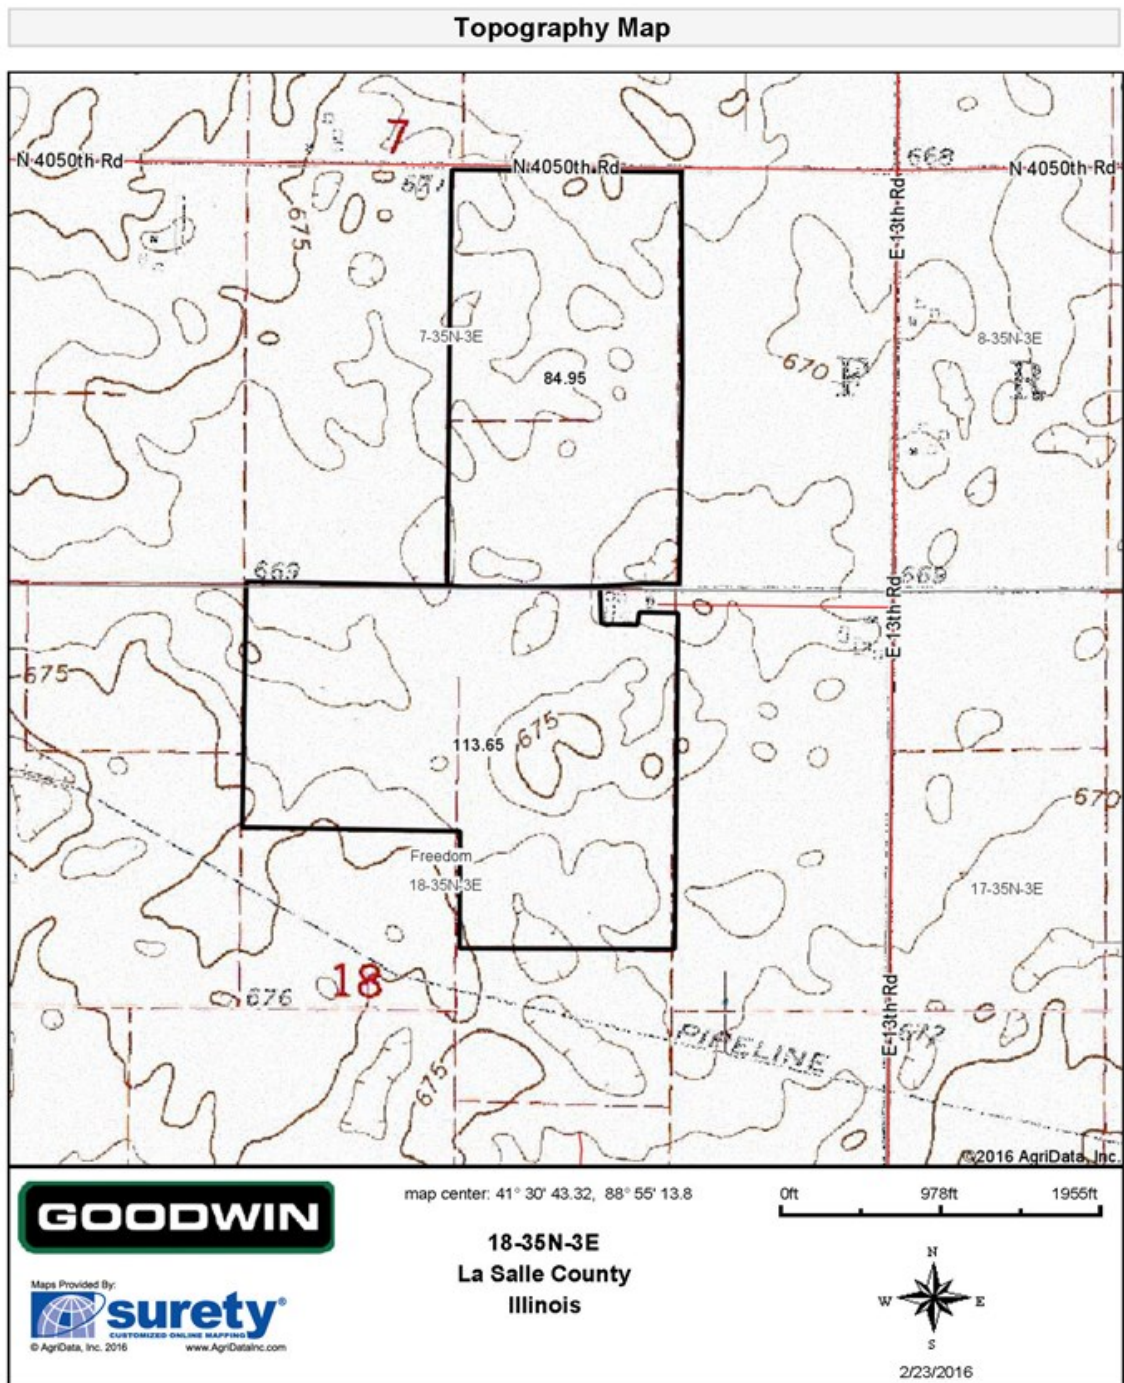 Topography Map
7
N 4050th Rd
N 4050th Rd
668
N 4050th Rd
E 13th Rd
675
7-35N-3E
8-35N-3E
670
84.95
669
669
E 13th Rd
675
675
113.65
670
Freedom
18-35N-3E
17-35N-3E
18
676
E 13th Rd
PIPELINE
675
©2016 AgriData, Inc.
GOODWIN
map center: 41° 30' 43.32, 88° 55' 13.8
0ft 978ft 1955ft
18-35N-3E
La Salle County
Illinois
Maps Provided By:
surety®
CUSTOMIZED ONLINE MAPPING
© AgriData, Inc. 2016 www.AgriDataInc.com
N
W E
S
2/23/2016